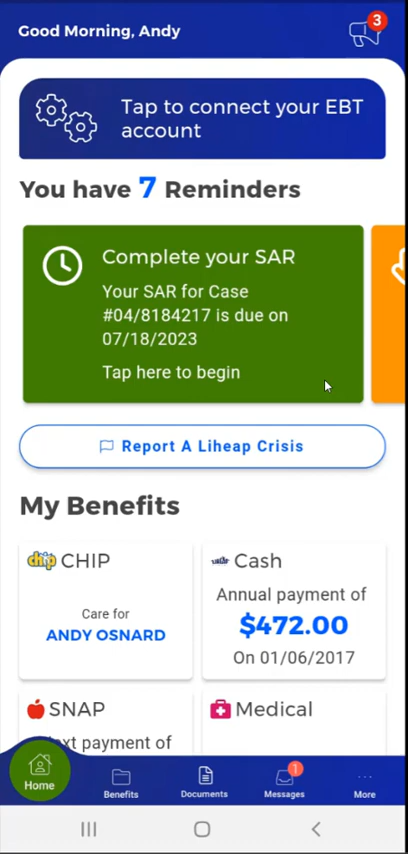 Good Morning, Andy
3
Tap to connect your EBT
account
You have 7 Reminders
Complete your SAR
Your SAR for Case
#04/8184217 is due on
07/18/2023
Tap here to begin
Report A Liheap Crisis
My Benefits
chip CHIP
Care for
ANDY OSNARD
Cash
Annual payment of
$472.00
On 01/06/2017
SNAP
payment of
Medical
Home
Benefits
Documents
1
Messages
More